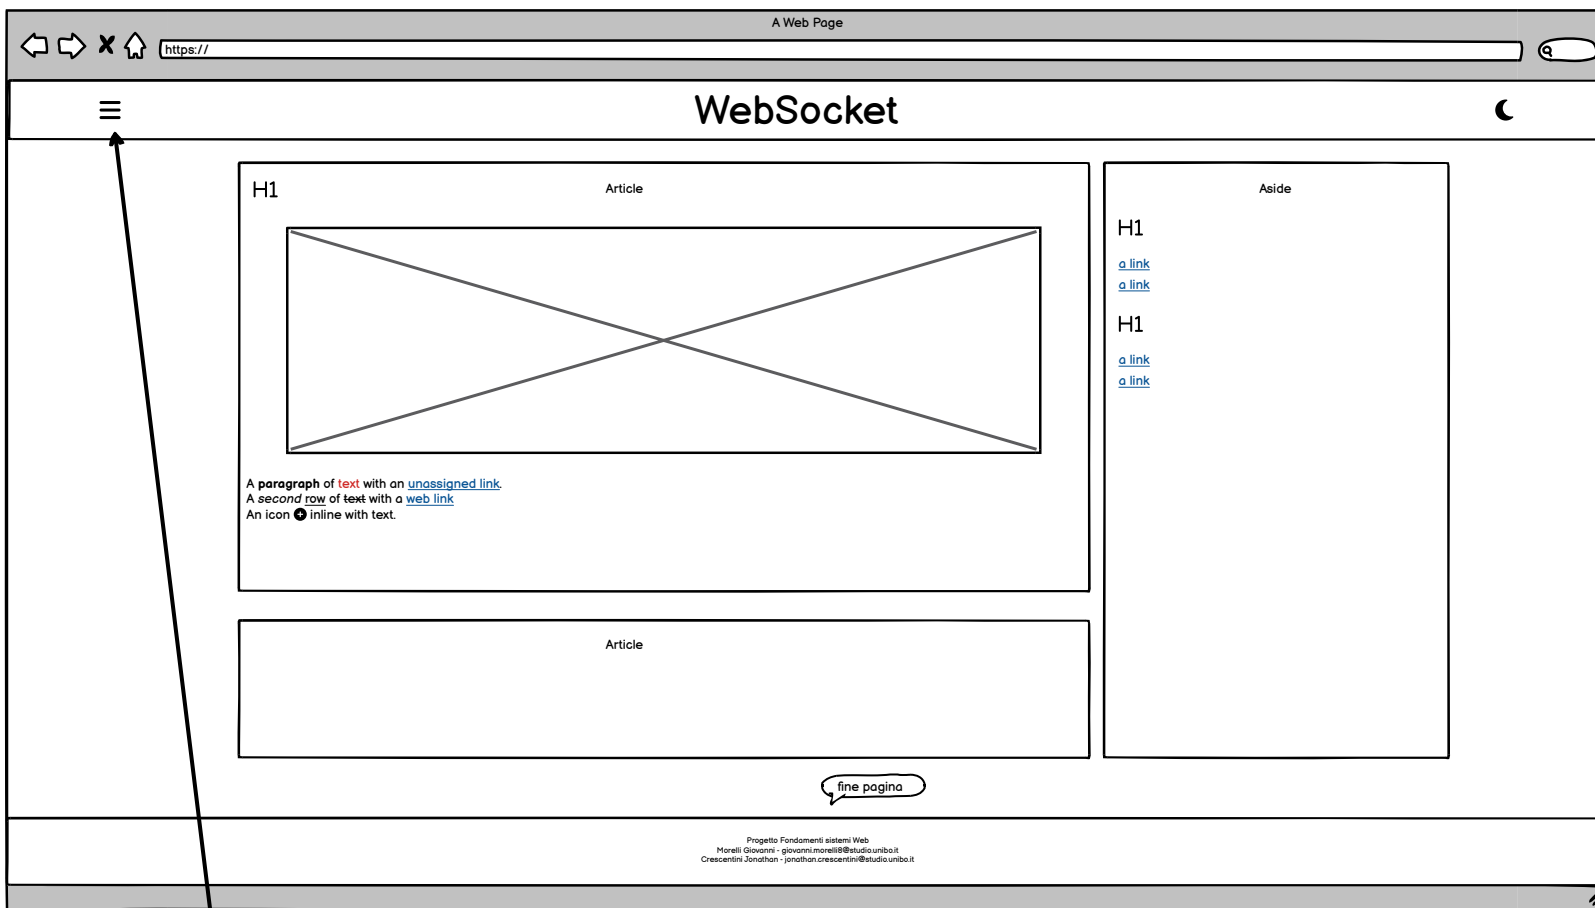 A Web Page
https://
WebSocket
H1
Article
A paragraph of text with an unassigned link.
A second row of text with a web link
An icon inline with text.
Article
Aside
H1
a link
a link
H1
a link
a link
fine pagina
Progetto Fondamenti sistemi Web
Morelli Giovanni - giovanni.morelli8@studio.unibo.it
Crescentini Jonathan - jonathan.crescentini@studio.unibo.it